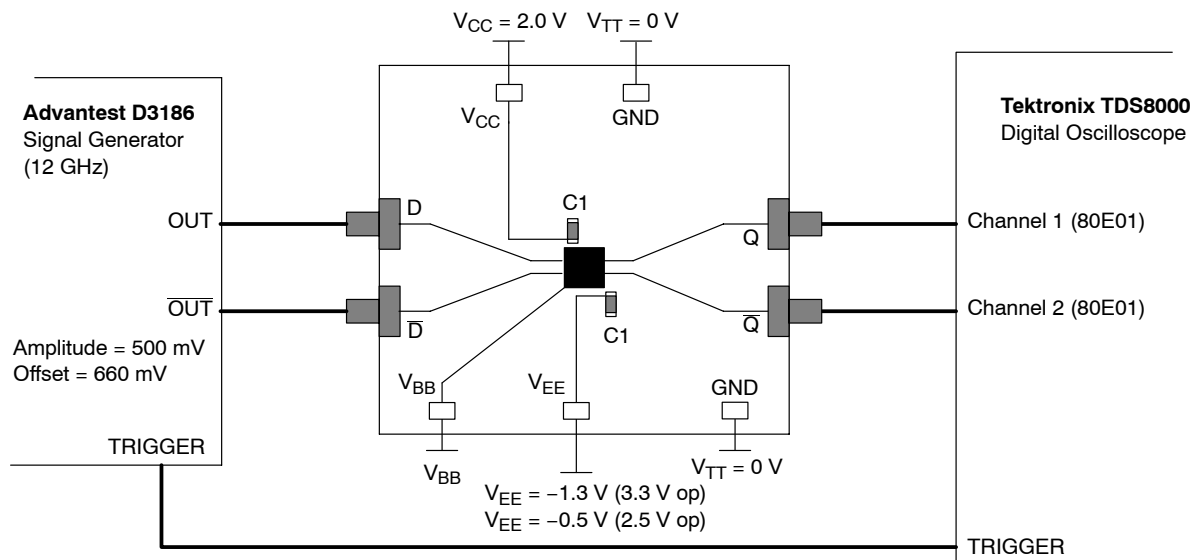 V_CC = 2.0 V
V_TT = 0 V
Advantest D3186
Signal Generator
(12 GHz)
V_CC
GND
Tektronix TDS8000
Digital Oscilloscope
OUT
D
C1
Q
Channel 1 (80E01)
O̅U̅T̅
D̅
C1
Q̅
Channel 2 (80E01)
Amplitude = 500 mV
Offset = 660 mV
V_BB
V_EE
GND
TRIGGER
V_BB
V_TT = 0 V
V_EE = −1.3 V (3.3 V op)
V_EE = −0.5 V (2.5 V op)
TRIGGER